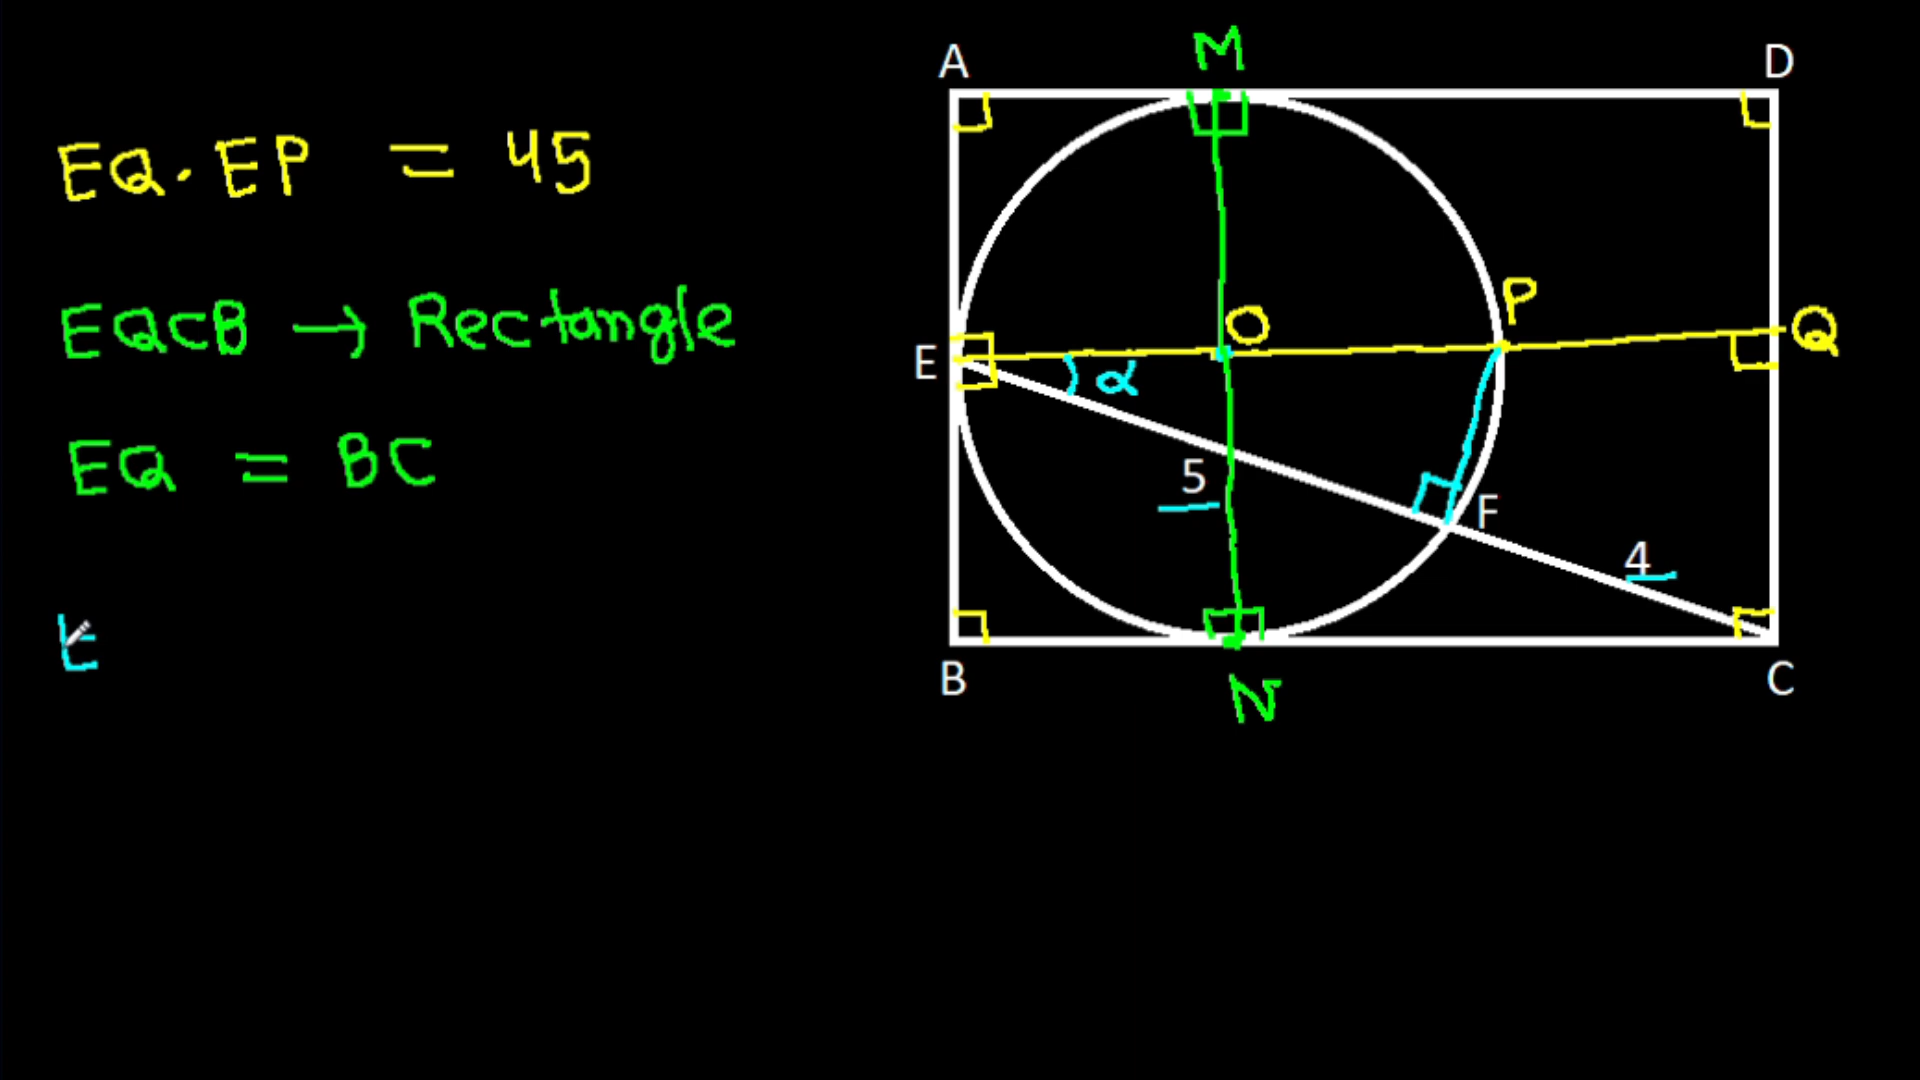 EQ.EP = 45
EQCB → Rectangle
EQ = BC
E
A
M
D
E
O
P
Q
α
5
F
4
B
N
C